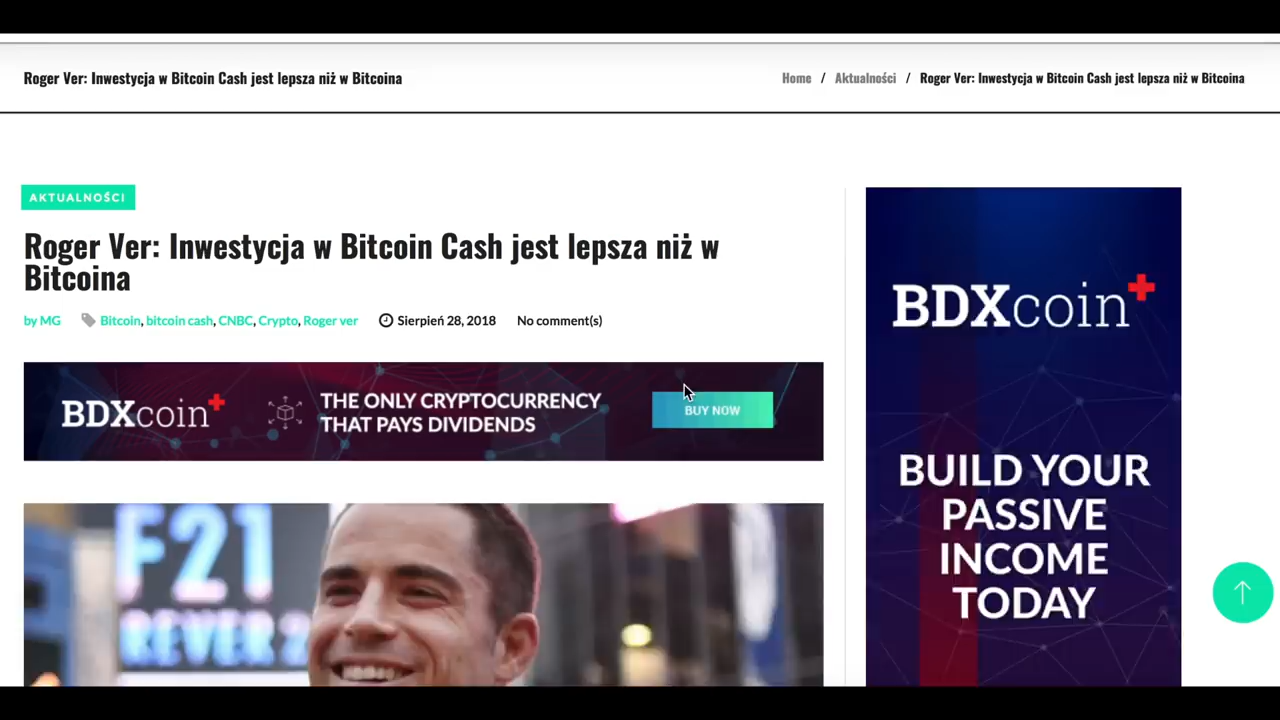 Roger Ver: Inwestycja w Bitcoin Cash jest lepsza niż w Bitcoina
Home / Aktualności / Roger Ver: Inwestycja w Bitcoin Cash jest lepsza niż w Bitcoina
AKTUALNOŚCI
Roger Ver: Inwestycja w Bitcoin Cash jest lepsza niż w
Bitcoina
by MG Bitcoin, bitcoin cash, CNBC, Crypto, Roger ver Sierpień 28, 2018 No comment(s)
BDXcoin+
THE ONLY CRYPTOCURRENCY
THAT PAYS DIVIDENDS
BUY NOW
F21
REVER 2
BDXcoin+
BUILD YOUR
PASSIVE
INCOME
TODAY